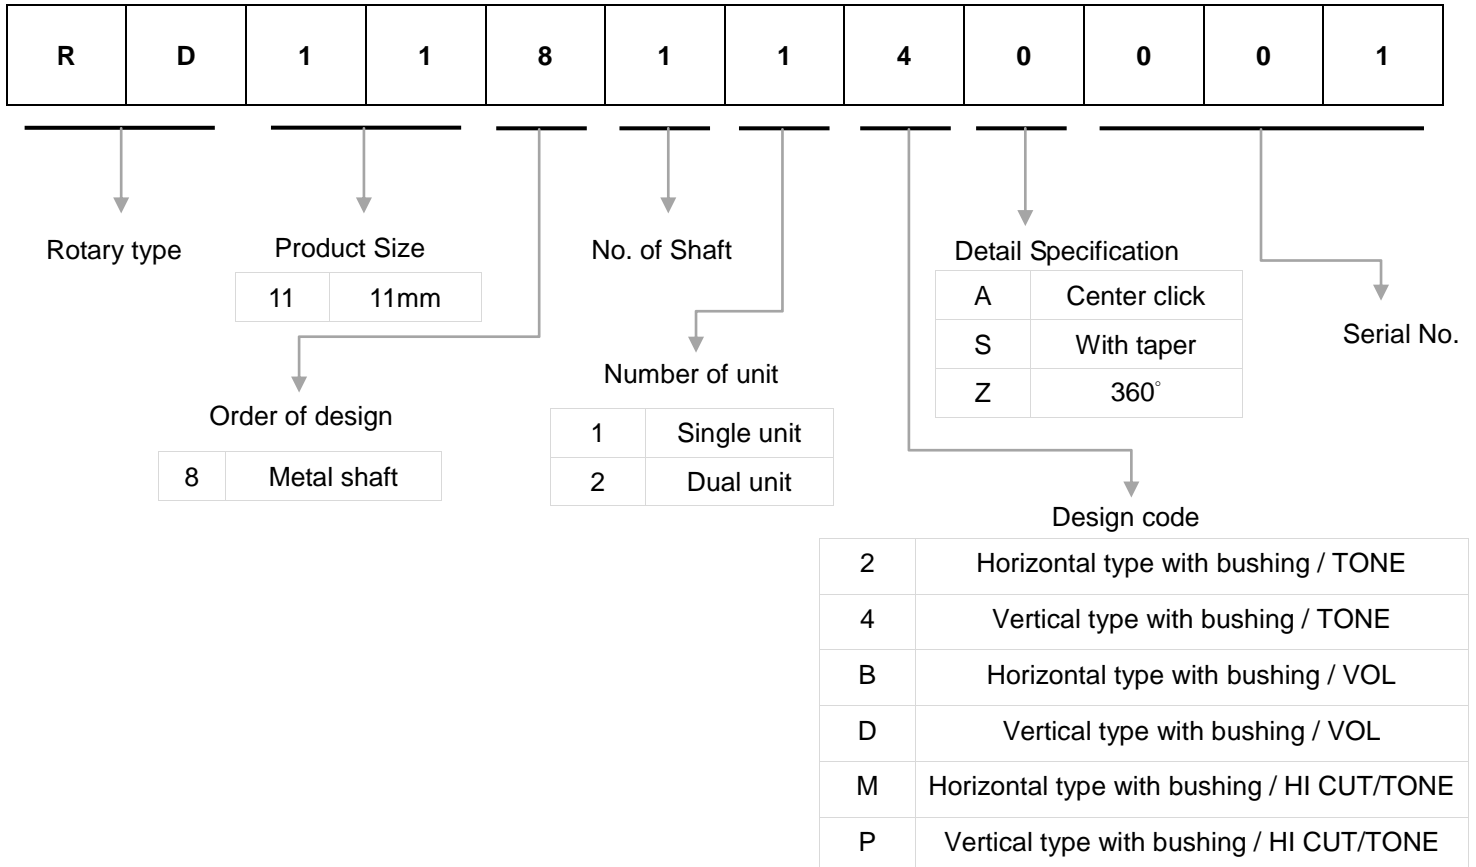 R D 1 1 8 1 1 4 0 0 0 1
Rotary type
Product Size
11 11mm
Order of design
8 Metal shaft
No. of Shaft
Number of unit
1 Single unit
2 Dual unit
Detail Specification
A Center click
S With taper
Z 360°
Serial No.
Design code
2 Horizontal type with bushing / TONE
4 Vertical type with bushing / TONE
B Horizontal type with bushing / VOL
D Vertical type with bushing / VOL
M Horizontal type with bushing / HI CUT/TONE
P Vertical type with bushing / HI CUT/TONE